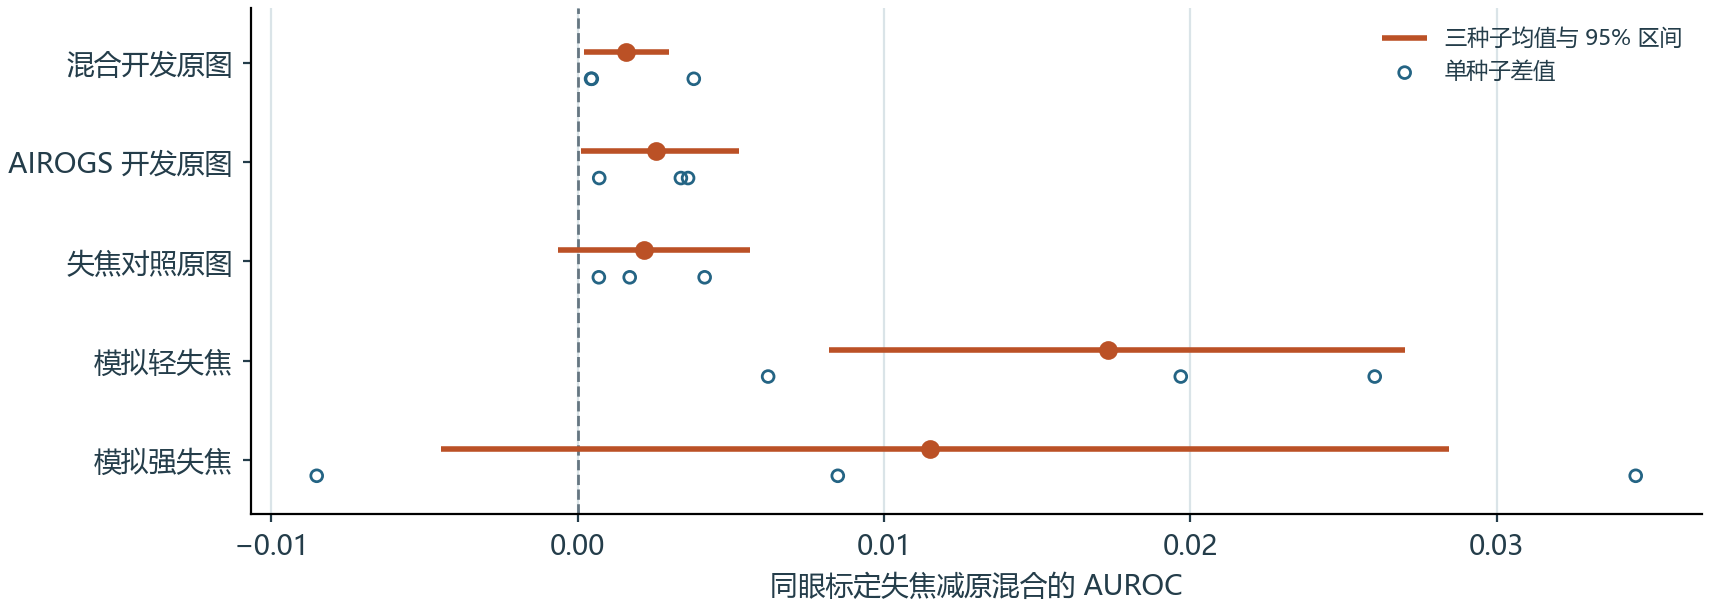 三种子均值与 95% 区间
单种子差值
混合开发原图
AIROGS 开发原图
失焦对照原图
模拟轻失焦
模拟强失焦
−0.01 0.00 0.01 0.02 0.03
同眼标定失焦减原混合的 AUROC